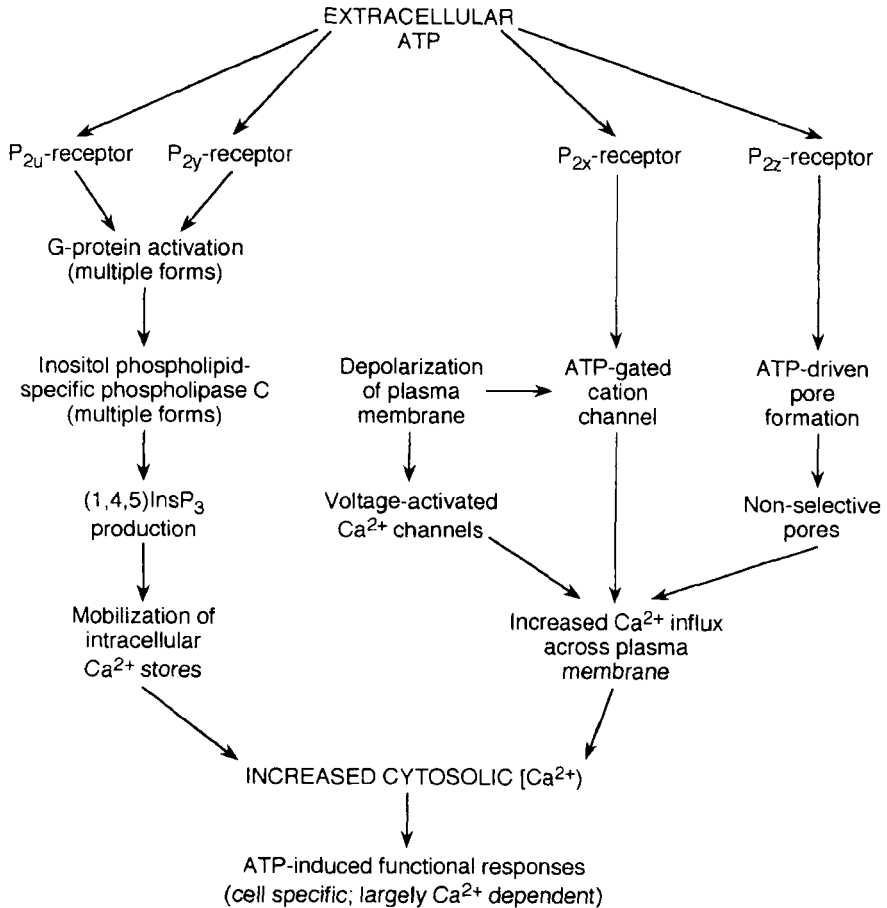 EXTRACELLULAR
ATP
P2u-receptor
P2y-receptor
P2x-receptor
P2z-receptor
G-protein activation
(multiple forms)
Inositol phospholipid-
specific phospholipase C
(multiple forms)
Depolarization
of plasma
membrane
ATP-gated
cation
channel
ATP-driven
pore
formation
(1,4,5)InsP3
production
Voltage-activated
Ca2+ channels
Non-selective
pores
Mobilization of
intracellular
Ca2+ stores
Increased Ca2+ influx
across plasma
membrane
INCREASED CYTOSOLIC [Ca2+)
ATP-induced functional responses
(cell specific; largely Ca2+ dependent)